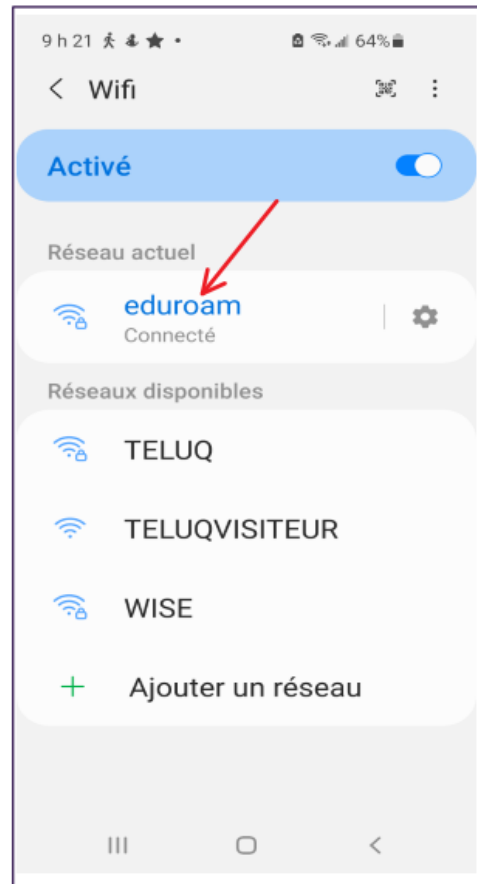 9 h 21 64%
Wifi
Activé
Réseau actuel
eduroam
Connecté
Réseaux disponibles
TELUQ
TELUQVISITEUR
WISE
+ Ajouter un réseau